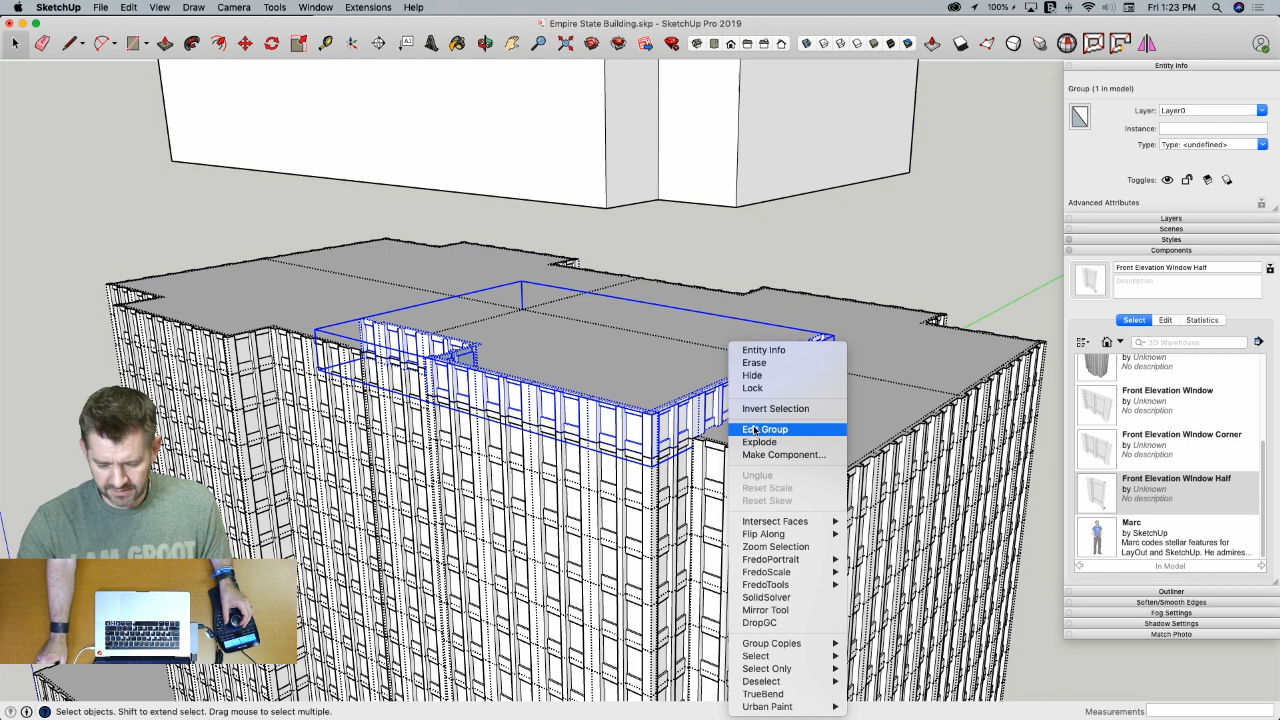 SketchUp File Edit View Camera Draw Tools Window Extensions Help 100% Fri 1:23 PM
Empire State Building.skp - SketchUp Pro 2019
Entity Info
Group (1 in model)
Layer: Layer0
Instance:
Type: Type: <undefined>
Toggles:
Advanced Attributes
Layers
Scenes
Styles
Components
Front Elevation WIndow Half
Description
Select Edit Statistics
3D Warehouse
by Unknown
No description
Front Elevation WIndow
by Unknown
No description
Front Elevation WIndow Corner
by Unknown
No description
Front Elevation WIndow Half
by Unknown
No description
Marc
by SketchUp
Marc codes stellar features for
LayOut and SketchUp. He admires...
In Model
Outliner
Soften/Smooth Edges
Fog Settings
Shadow Settings
Match Photo
Entity Info
Erase
Hide
Lock
Invert Selection
Edit Group
Explode
Make Component...
Unglue
Reset Scale
Reset Skew
Intersect Faces
Flip Along
Zoom Selection
FredoPortrait
FredoScale
FredoTools
SolidSolver
Mirror Tool
DropGC
Group Copies
Select
Select Only
Deselect
TrueBend
Urban Paint
I AM GROOT
Select objects. Shift to extend select. Drag mouse to select multiple.
Measurements